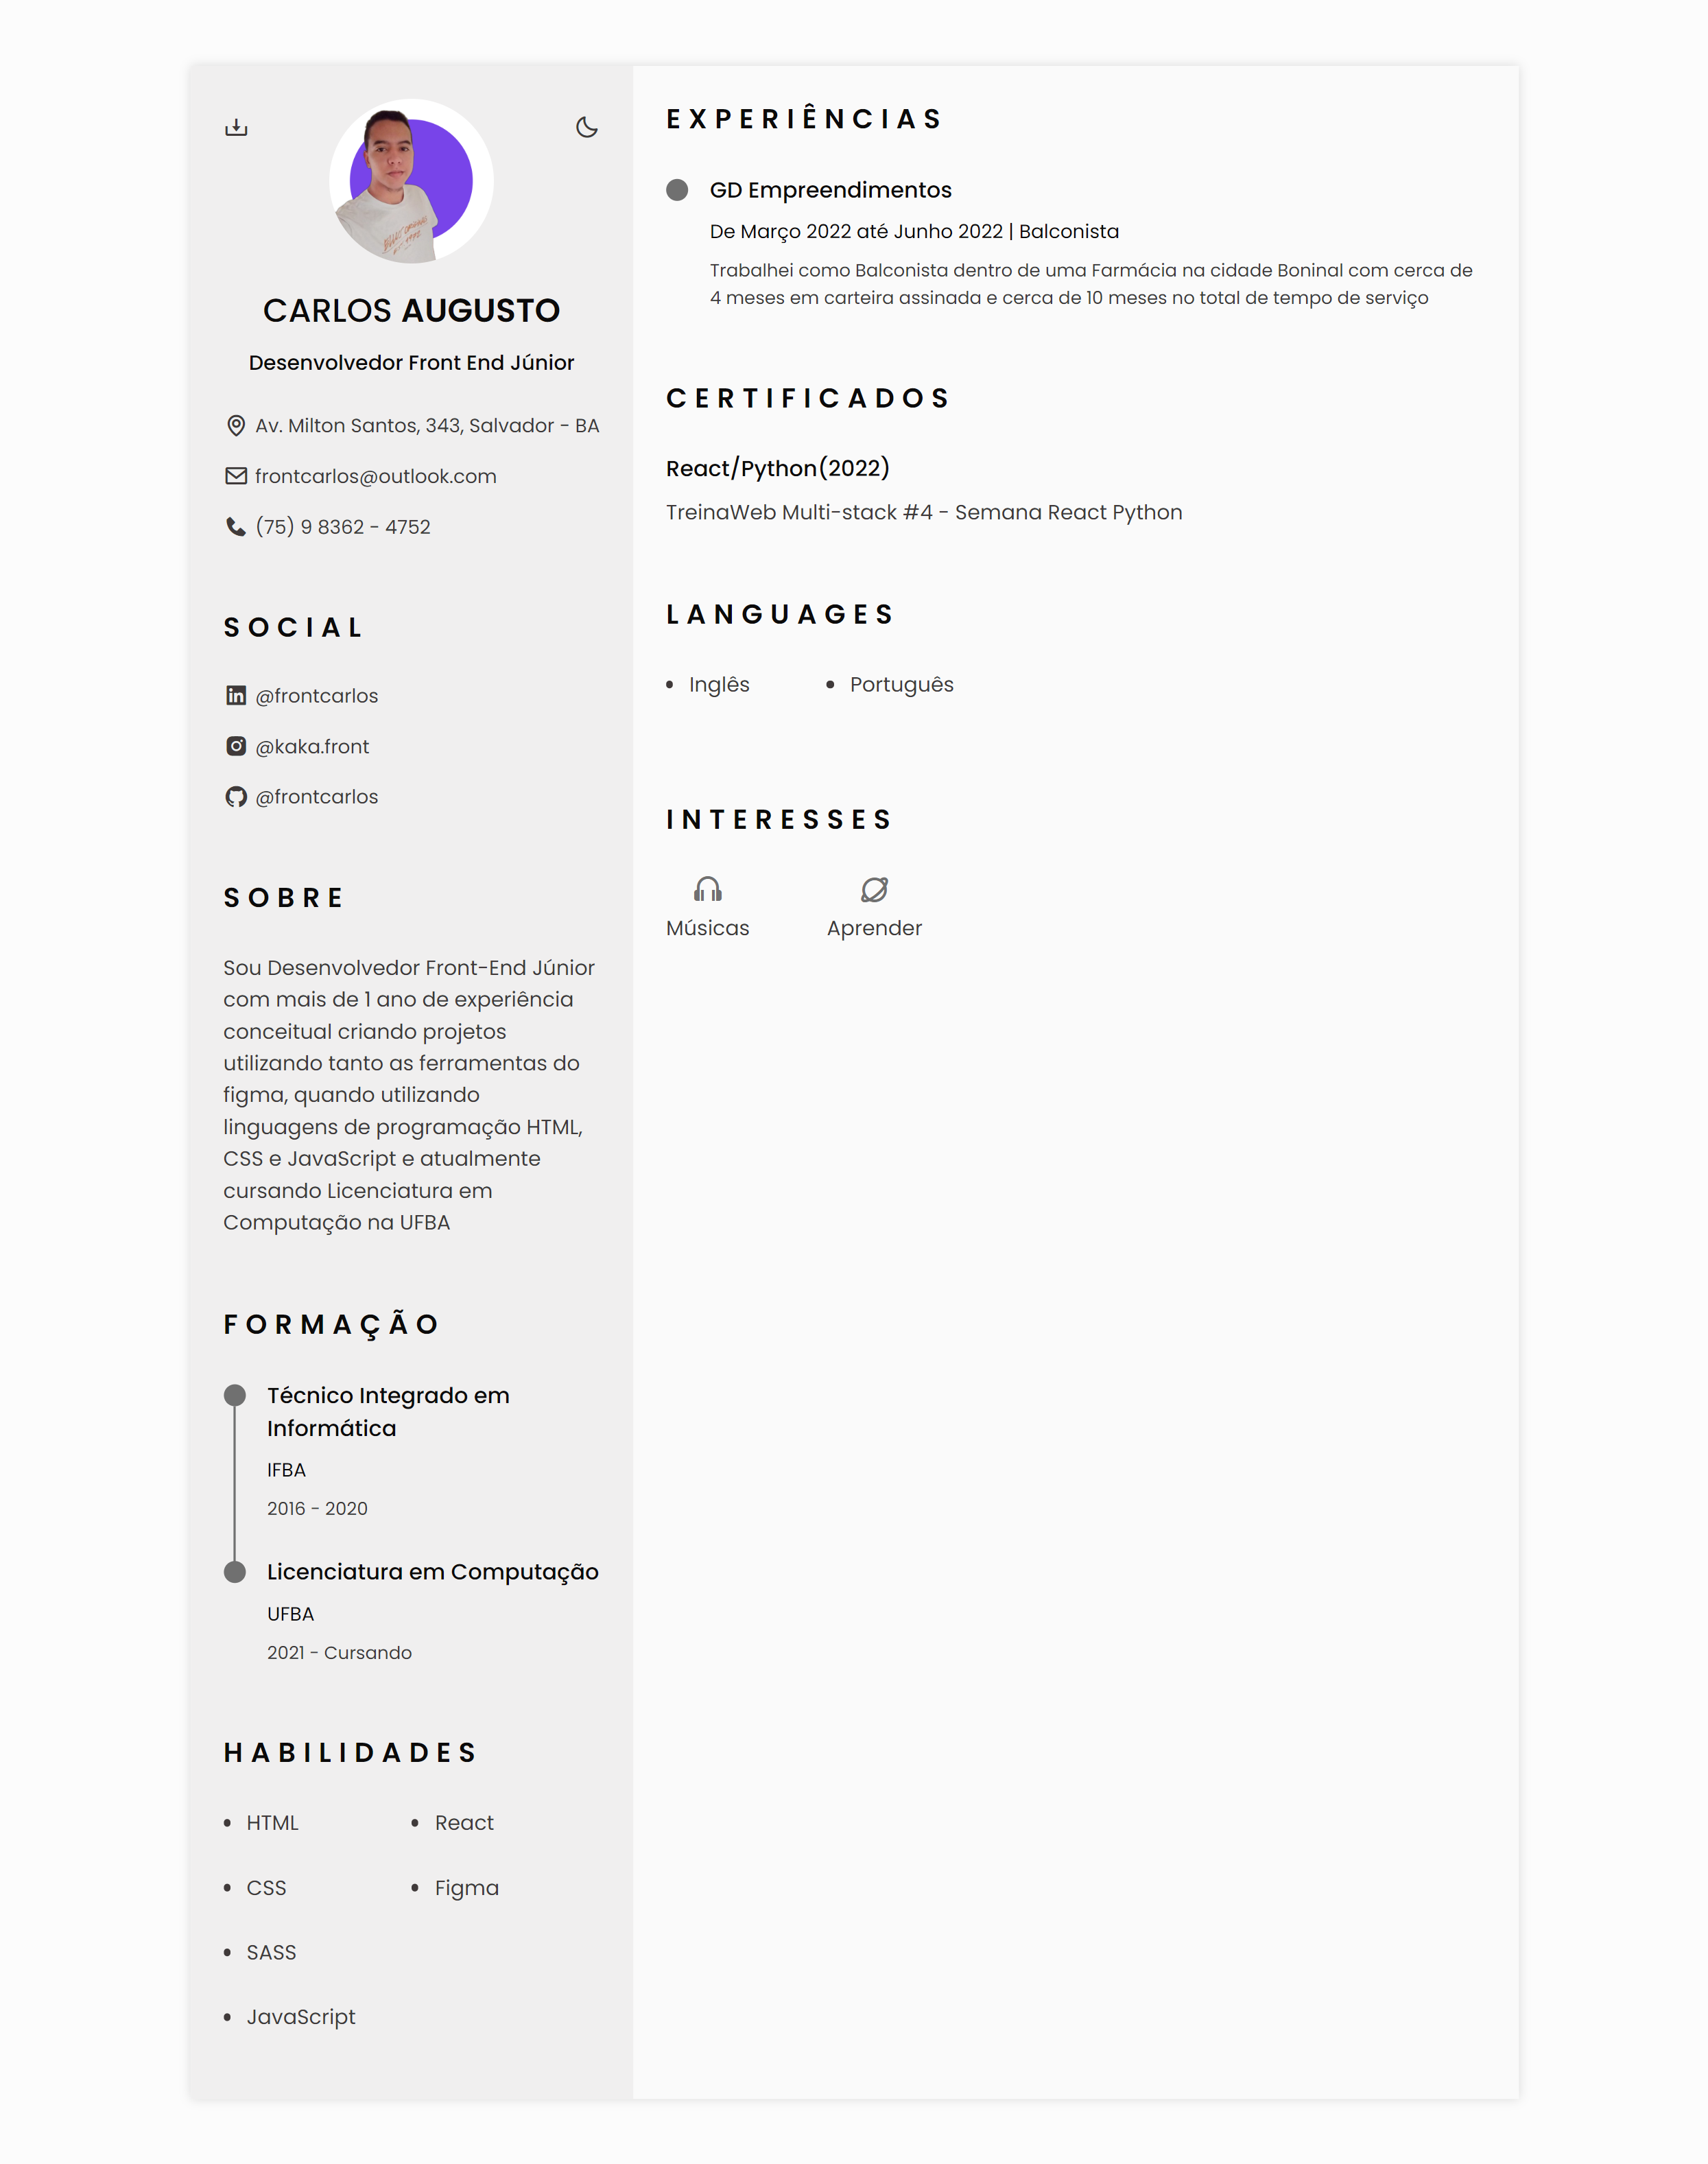 CARLOS AUGUSTO
Desenvolvedor Front End Júnior
Av. Milton Santos, 343, Salvador - BA
frontcarlos@outlook.com
(75) 9 8362 - 4752
SOCIAL
@frontcarlos
@kaka.front
@frontcarlos
SOBRE
Sou Desenvolvedor Front-End Júnior
com mais de 1 ano de experiência
conceitual criando projetos
utilizando tanto as ferramentas do
figma, quando utilizando
linguagens de programação HTML,
CSS e JavaScript e atualmente
cursando Licenciatura em
Computação na UFBA
FORMAÇÃO
Técnico Integrado em
Informática
IFBA
2016 - 2020
Licenciatura em Computação
UFBA
2021 - Cursando
HABILIDADES
• HTML
• CSS
• SASS
• JavaScript
• React
• Figma
EXPERIÊNCIAS
GD Empreendimentos
De Março 2022 até Junho 2022 | Balconista
Trabalhei como Balconista dentro de uma Farmácia na cidade Boninal com cerca de
4 meses em carteira assinada e cerca de 10 meses no total de tempo de serviço
CERTIFICADOS
React/Python(2022)
TreinaWeb Multi-stack #4 - Semana React Python
LANGUAGES
• Inglês
• Português
INTERESSES
Músicas
Aprender